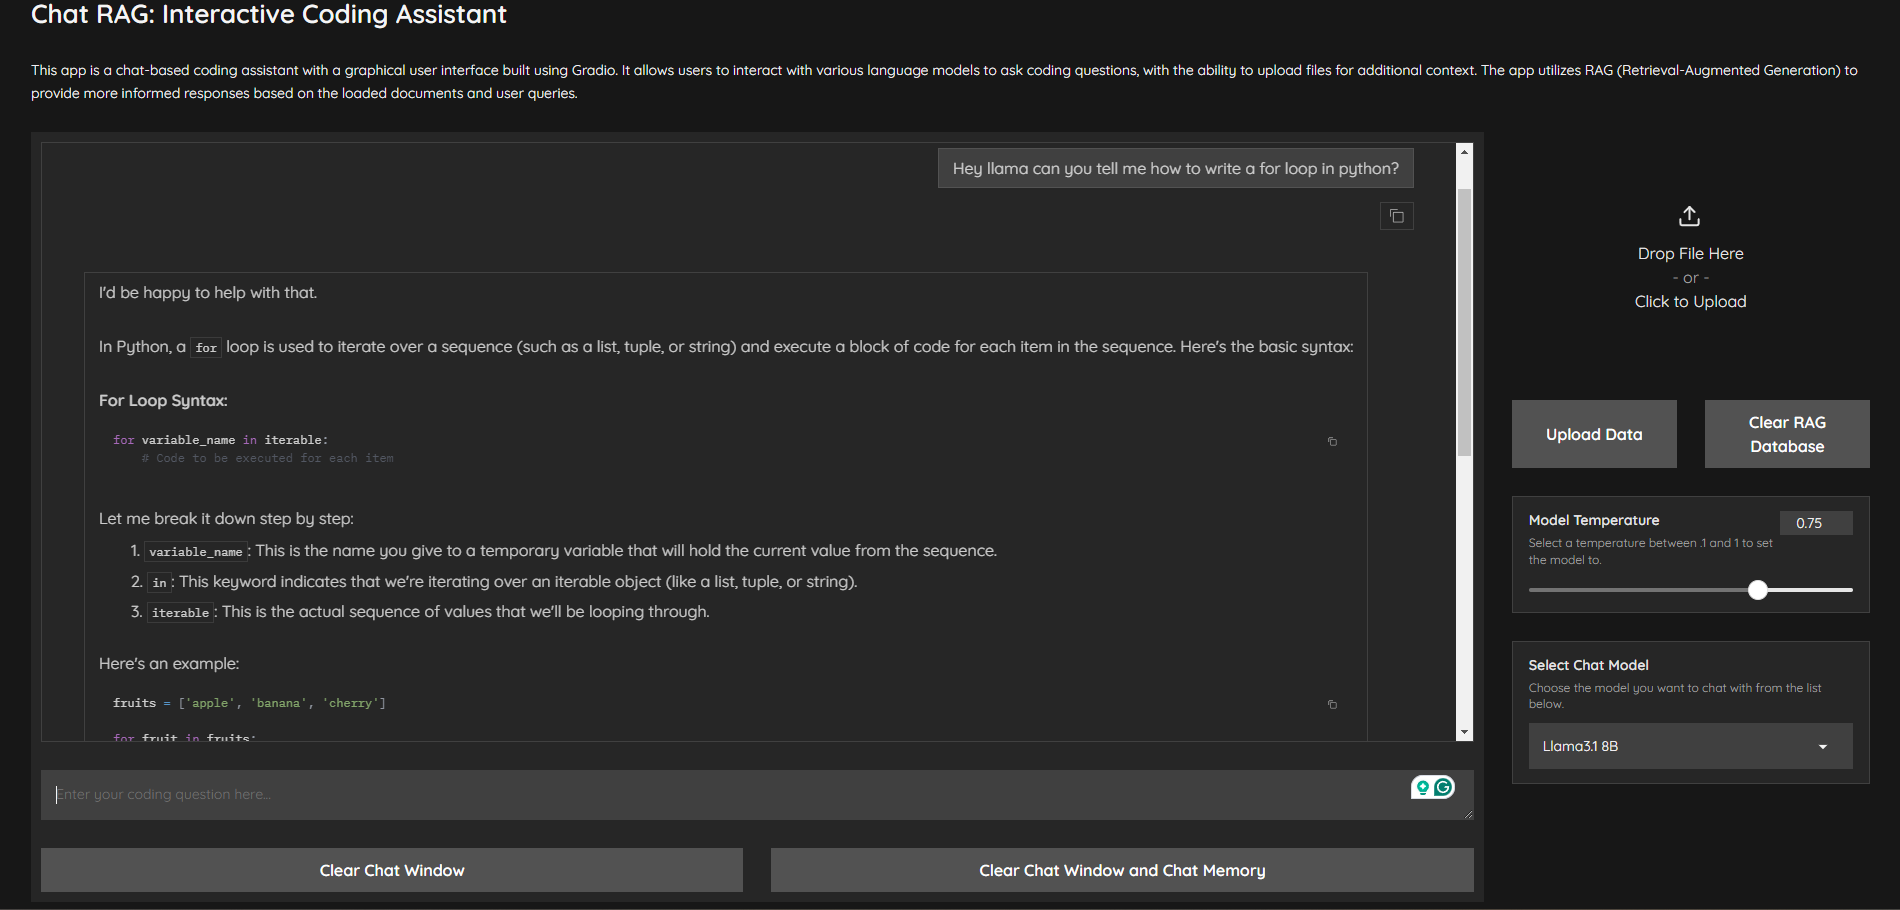 Chat RAG: Interactive Coding Assistant
This app is a chat-based coding assistant with a graphical user interface built using Gradio. It allows users to interact with various language models to ask coding questions, with the ability to upload files for additional context. The app utilizes RAG (Retrieval-Augmented Generation) to
provide more informed responses based on the loaded documents and user queries.
Hey llama can you tell me how to write a for loop in python?
I'd be happy to help with that.
In Python, a for loop is used to iterate over a sequence (such as a list, tuple, or string) and execute a block of code for each item in the sequence. Here's the basic syntax:
For Loop Syntax:
for variable_name in iterable:
    # Code to be executed for each item
Let me break it down step by step:
1. variable_name: This is the name you give to a temporary variable that will hold the current value from the sequence.
2. in: This keyword indicates that we're iterating over an iterable object (like a list, tuple, or string).
3. iterable: This is the actual sequence of values that we'll be looping through.
Here's an example:
fruits = ['apple', 'banana', 'cherry']
for fruit in fruits:
Enter your coding question here...
Clear Chat Window
Clear Chat Window and Chat Memory
Drop File Here
- or -
Click to Upload
Upload Data
Clear RAG
Database
Model Temperature
0.75
Select a temperature between .1 and 1 to set
the model to.
Select Chat Model
Choose the model you want to chat with from the list
below.
Llama3.1 8B